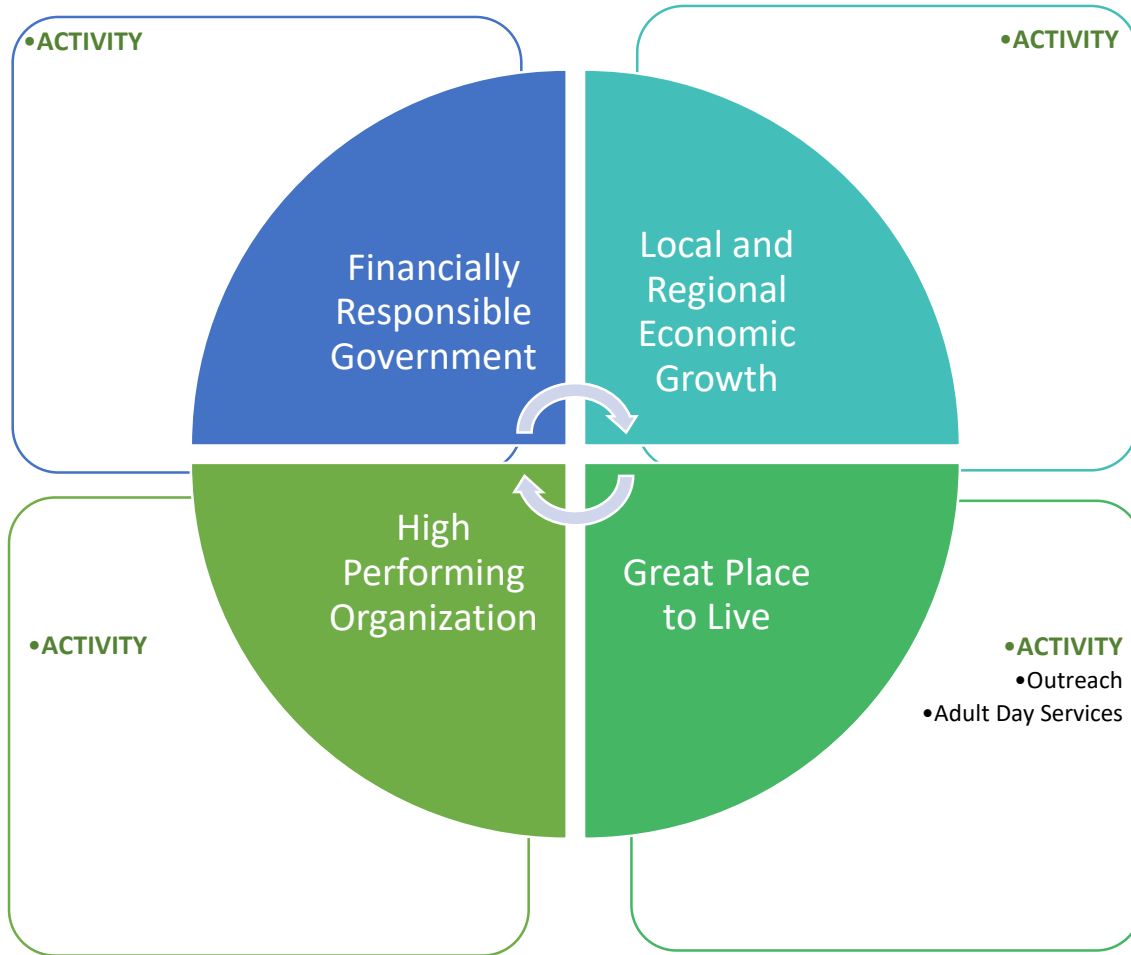 •ACTIVITY
•ACTIVITY
Financially
Responsible
Government
Local and
Regional
Economic
Growth
High
Performing
Organization
Great Place
to Live
•ACTIVITY
•ACTIVITY
•Outreach
•Adult Day Services